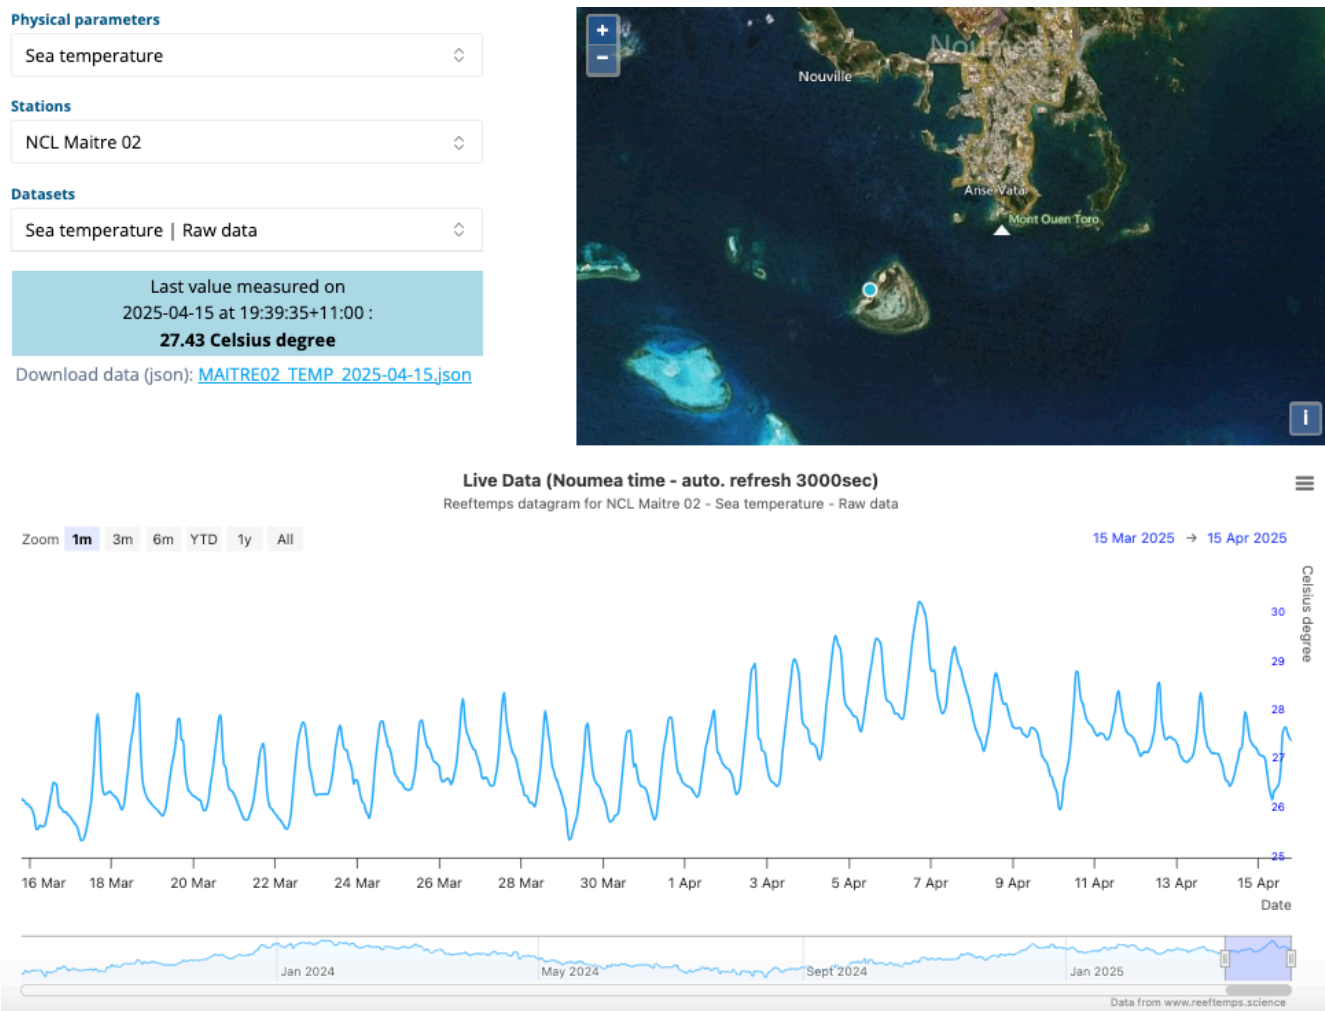 Physical parameters
Sea temperature
Stations
NCL Maitre 02
Datasets
Sea temperature | Raw data
Last value measured on
2025-04-15 at 19:39:35+11:00 :
27.43 Celsius degree
Download data (json): MAITRE02_TEMP_2025-04-15.json
+
−
Noumea
Nouville
Anse Vata
Mont Ouen Toro
i
Live Data (Noumea time - auto. refresh 3000sec)
Reeftemps datagram for NCL Maitre 02 - Sea temperature - Raw data
Zoom 1m 3m 6m YTD 1y All
15 Mar 2025 → 15 Apr 2025
Celsius degree
30
29
28
27
26
25
16 Mar 18 Mar 20 Mar 22 Mar 24 Mar 26 Mar 28 Mar 30 Mar 1 Apr 3 Apr 5 Apr 7 Apr 9 Apr 11 Apr 13 Apr 15 Apr
Date
Jan 2024 May 2024 Sept 2024 Jan 2025
Data from www.reeftemps.science